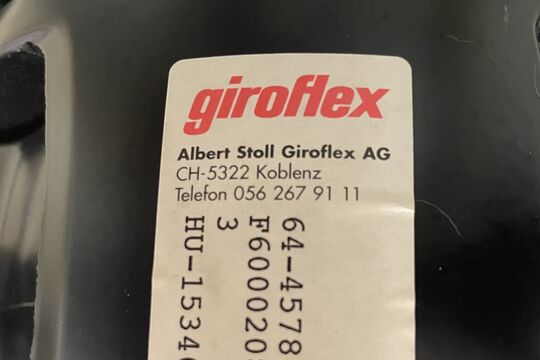 giroflex
Albert Stoll Giroflex AG
CH-5322 Koblenz
Telefon 056 267 91 11
64-4578
F600020
3
HU-1534